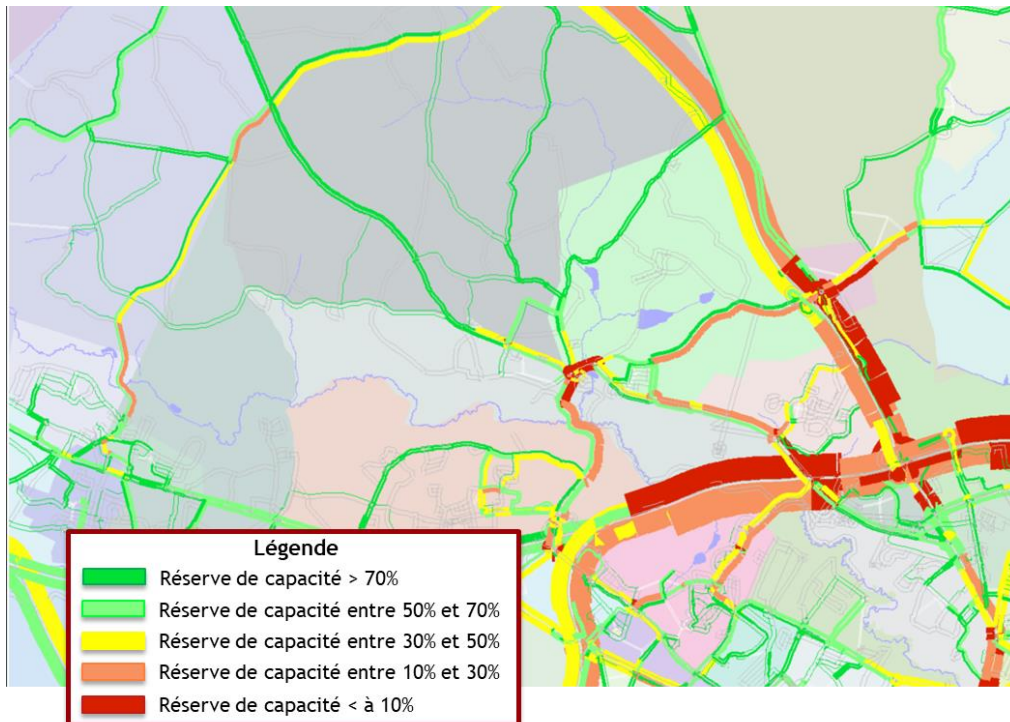 Légende
Réserve de capacité > 70%
Réserve de capacité entre 50% et 70%
Réserve de capacité entre 30% et 50%
Réserve de capacité entre 10% et 30%
Réserve de capacité < à 10%